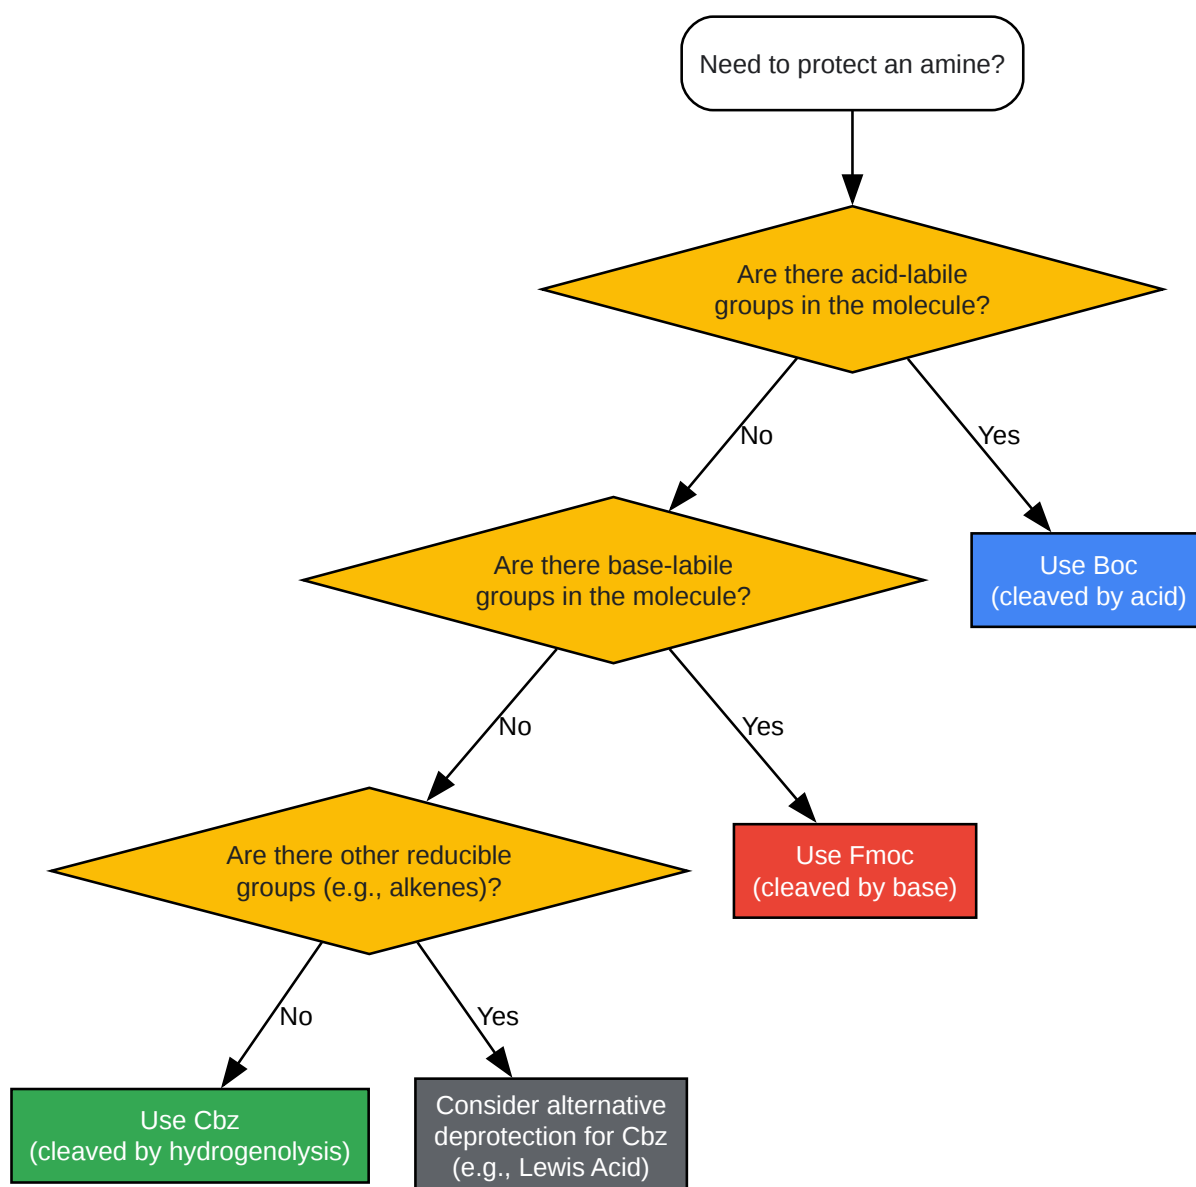 Need to protect an amine?
Are there acid-labile
groups in the molecule?
No
Yes
Are there base-labile
groups in the molecule?
Use Boc
(cleaved by acid)
No
Yes
Are there other reducible
groups (e.g., alkenes)?
Use Fmoc
(cleaved by base)
No
Yes
Use Cbz
(cleaved by hydrogenolysis)
Consider alternative
deprotection for Cbz
(e.g., Lewis Acid)